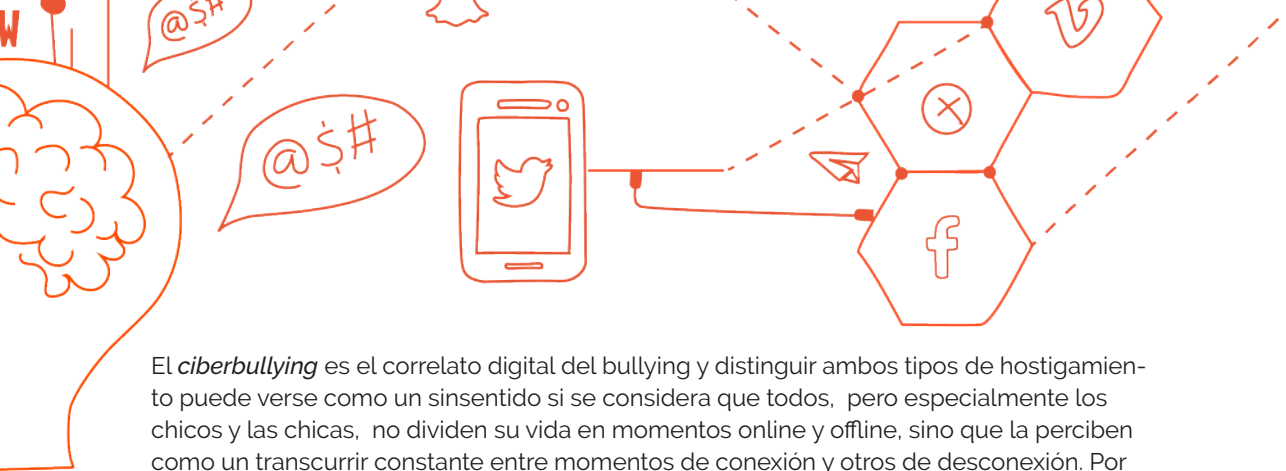 W
@$#
@$#
El ciberbullying es el correlato digital del bullying y distinguir ambos tipos de hostigamien-
to puede verse como un sinsentido si se considera que todos, pero especialmente los
chicos y las chicas, no dividen su vida en momentos online y offline, sino que la perciben
como un transcurrir constante entre momentos de conexión y otros de desconexión. Por